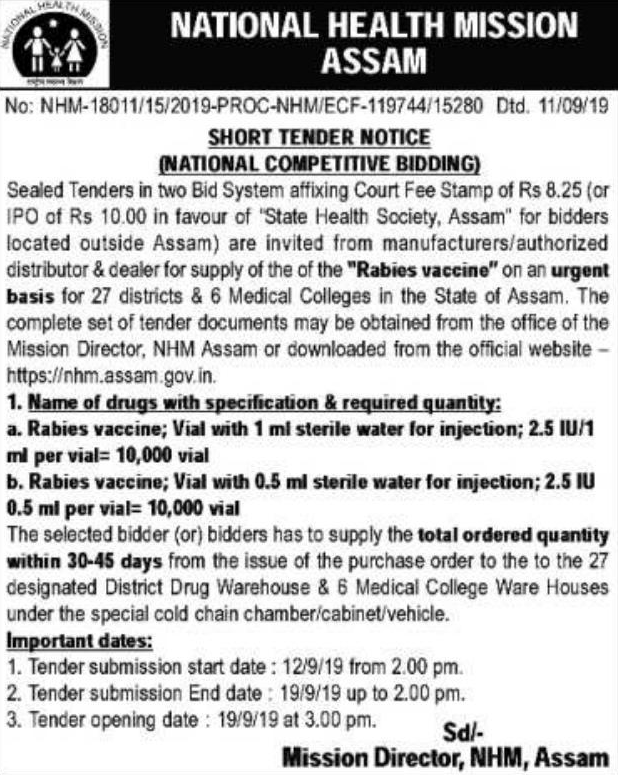 NATIONAL HEALTH MISSION
राष्ट्रीय स्वास्थ्य मिशन
NATIONAL HEALTH MISSION
ASSAM
No: NHM-18011/15/2019-PROC-NHM/ECF-119744/15280 Dtd. 11/09/19
SHORT TENDER NOTICE
(NATIONAL COMPETITIVE BIDDING)
Sealed Tenders in two Bid System affixing Court Fee Stamp of Rs 8.25 (or
IPO of Rs 10.00 in favour of "State Health Society, Assam" for bidders
located outside Assam) are invited from manufacturers/authorized
distributor & dealer for supply of the of the "Rabies vaccine" on an urgent
basis for 27 districts & 6 Medical Colleges in the State of Assam. The
complete set of tender documents may be obtained from the office of the
Mission Director, NHM Assam or downloaded from the official website –
https://nhm.assam.gov.in.
1. Name of drugs with specification & required quantity:
a. Rabies vaccine; Vial with 1 ml sterile water for injection; 2.5 IU/1
ml per vial= 10,000 vial
b. Rabies vaccine; Vial with 0.5 ml sterile water for injection; 2.5 IU
0.5 ml per vial= 10,000 vial
The selected bidder (or) bidders has to supply the total ordered quantity
within 30-45 days from the issue of the purchase order to the to the 27
designated District Drug Warehouse & 6 Medical College Ware Houses
under the special cold chain chamber/cabinet/vehicle.
Important dates:
1. Tender submission start date : 12/9/19 from 2.00 pm.
2. Tender submission End date : 19/9/19 up to 2.00 pm.
3. Tender opening date : 19/9/19 at 3.00 pm.
Sd/-
Mission Director, NHM, Assam